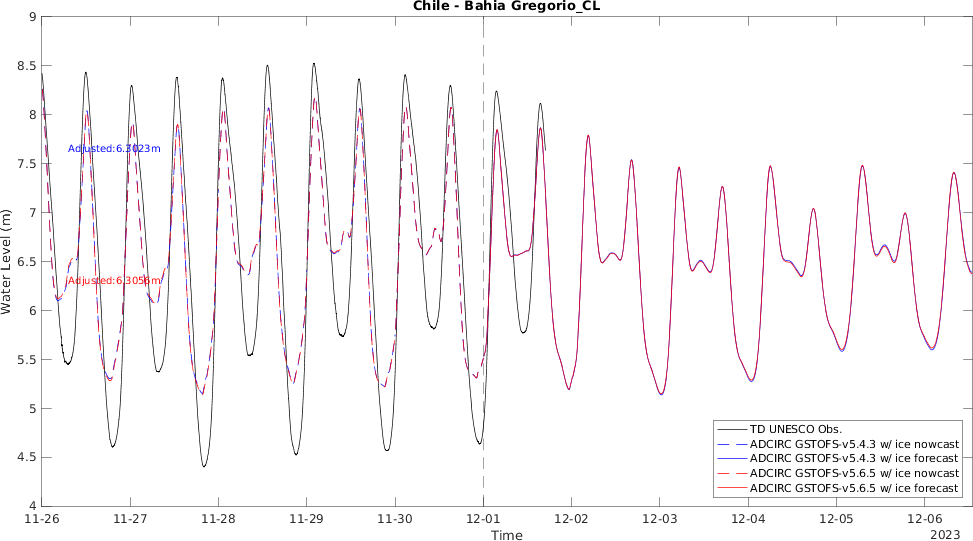 Chile - Bahia Gregorio_CL
9
8.5
8
7.5
7
6.5
6
5.5
5
4.5
4
Water Level (m)
Adjusted:6.3023m
Adjusted:6.3056m
TD UNESCO Obs.
ADCIRC GSTOFS-v5.4.3 w/ ice nowcast
ADCIRC GSTOFS-v5.4.3 w/ ice forecast
ADCIRC GSTOFS-v5.6.5 w/ ice nowcast
ADCIRC GSTOFS-v5.6.5 w/ ice forecast
11-26 11-27 11-28 11-29 11-30 12-01 12-02 12-03 12-04 12-05 12-06
Time
2023